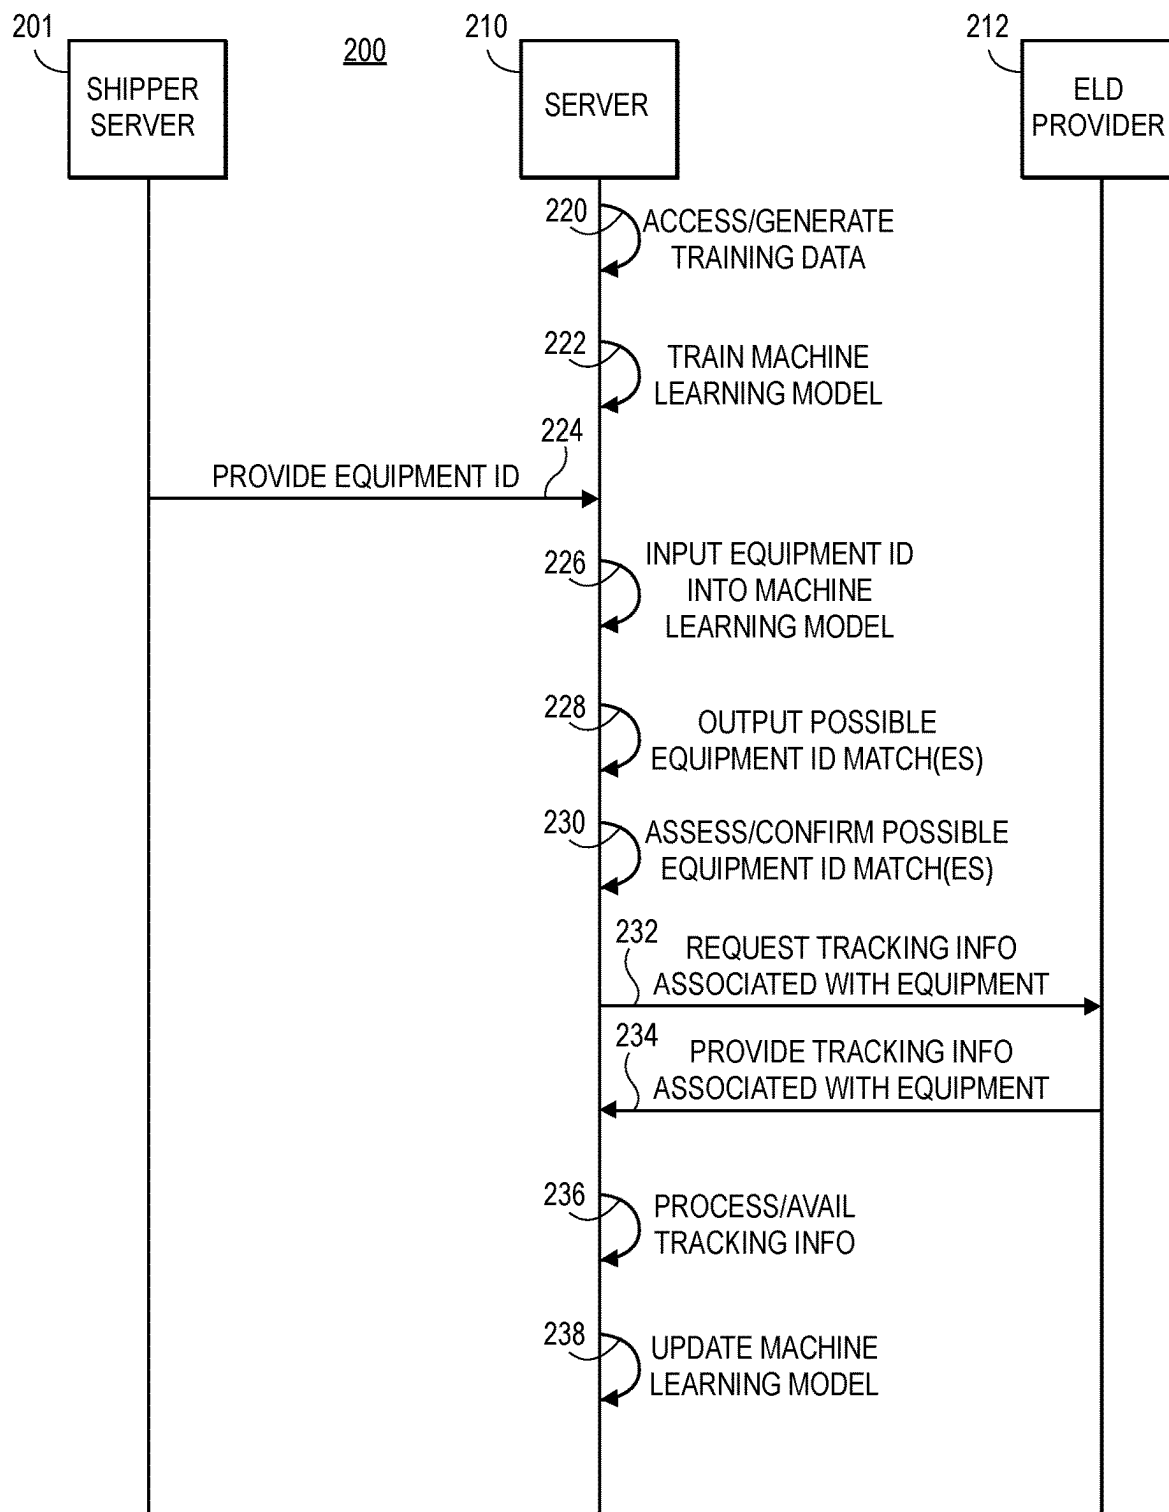 201
200
210
212
SHIPPER
SERVER
SERVER
ELD
PROVIDER
220
ACCESS/GENERATE
TRAINING DATA
222
TRAIN MACHINE
LEARNING MODEL
224
PROVIDE EQUIPMENT ID
226
INPUT EQUIPMENT ID
INTO MACHINE
LEARNING MODEL
228
OUTPUT POSSIBLE
EQUIPMENT ID MATCH(ES)
230
ASSESS/CONFIRM POSSIBLE
EQUIPMENT ID MATCH(ES)
232
REQUEST TRACKING INFO
ASSOCIATED WITH EQUIPMENT
234
PROVIDE TRACKING INFO
ASSOCIATED WITH EQUIPMENT
236
PROCESS/AVAIL
TRACKING INFO
238
UPDATE MACHINE
LEARNING MODEL